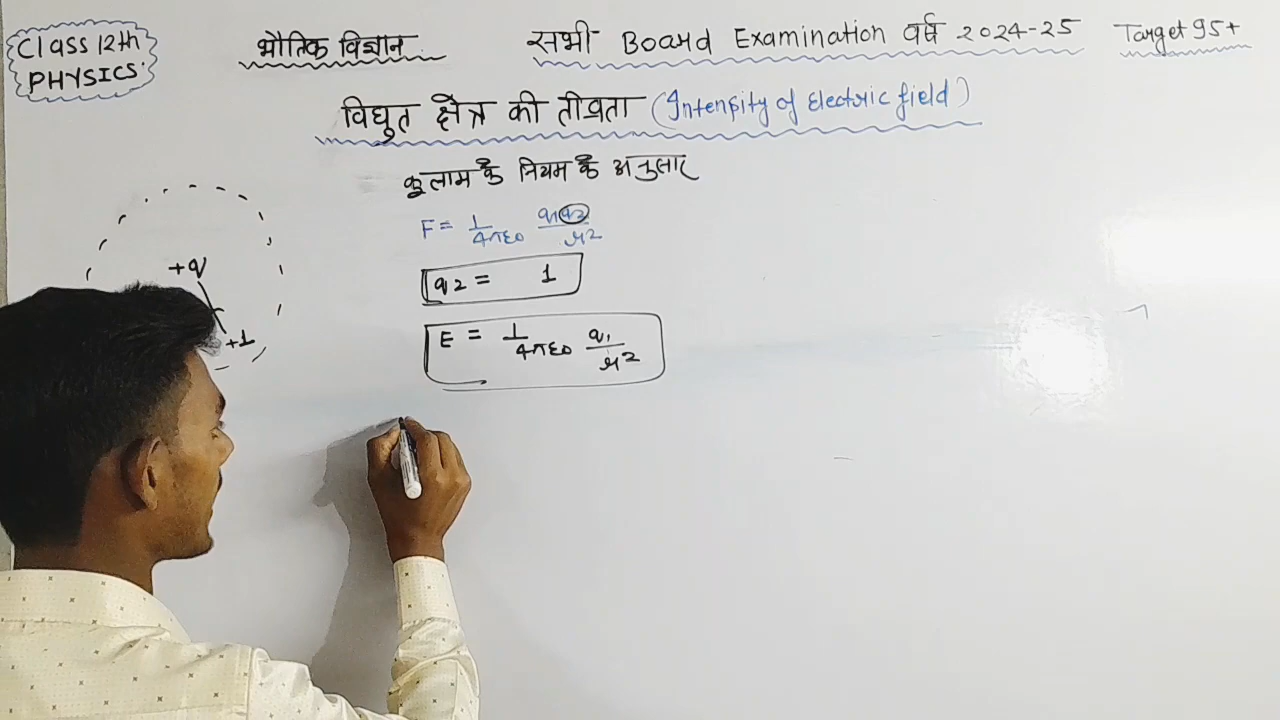 Class 12th
PHYSICS
भौतिक विज्ञान
सभी Board Examination वर्ष 2024-25
Target 95+
विद्युत क्षेत्र की तीव्रता (Intensity of Electric field)
कूलाम के नियम के अनुसार
F = 1/4πε0 q1q2/r2
q2 = 1
E = 1/4πε0 q1/r2
+q
+1